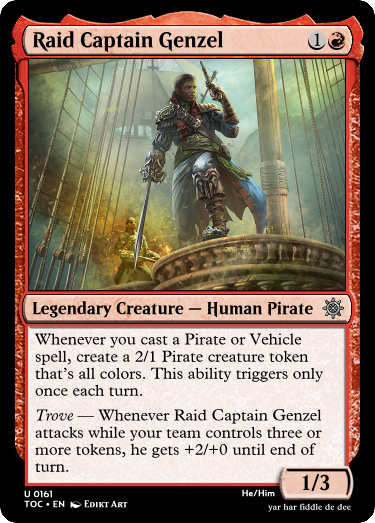 Raid Captain Genzel 1
Legendary Creature — Human Pirate
Whenever you cast a Pirate or Vehicle
spell, create a 2/1 Pirate creature token
that's all colors. This ability triggers only
once each turn.
Trove — Whenever Raid Captain Genzel
attacks while your team controls three or
more tokens, he gets +2/+0 until end of
turn.
1/3
U 0161 He/Him
TOC • EN Edikt Art yar har fiddle de dee